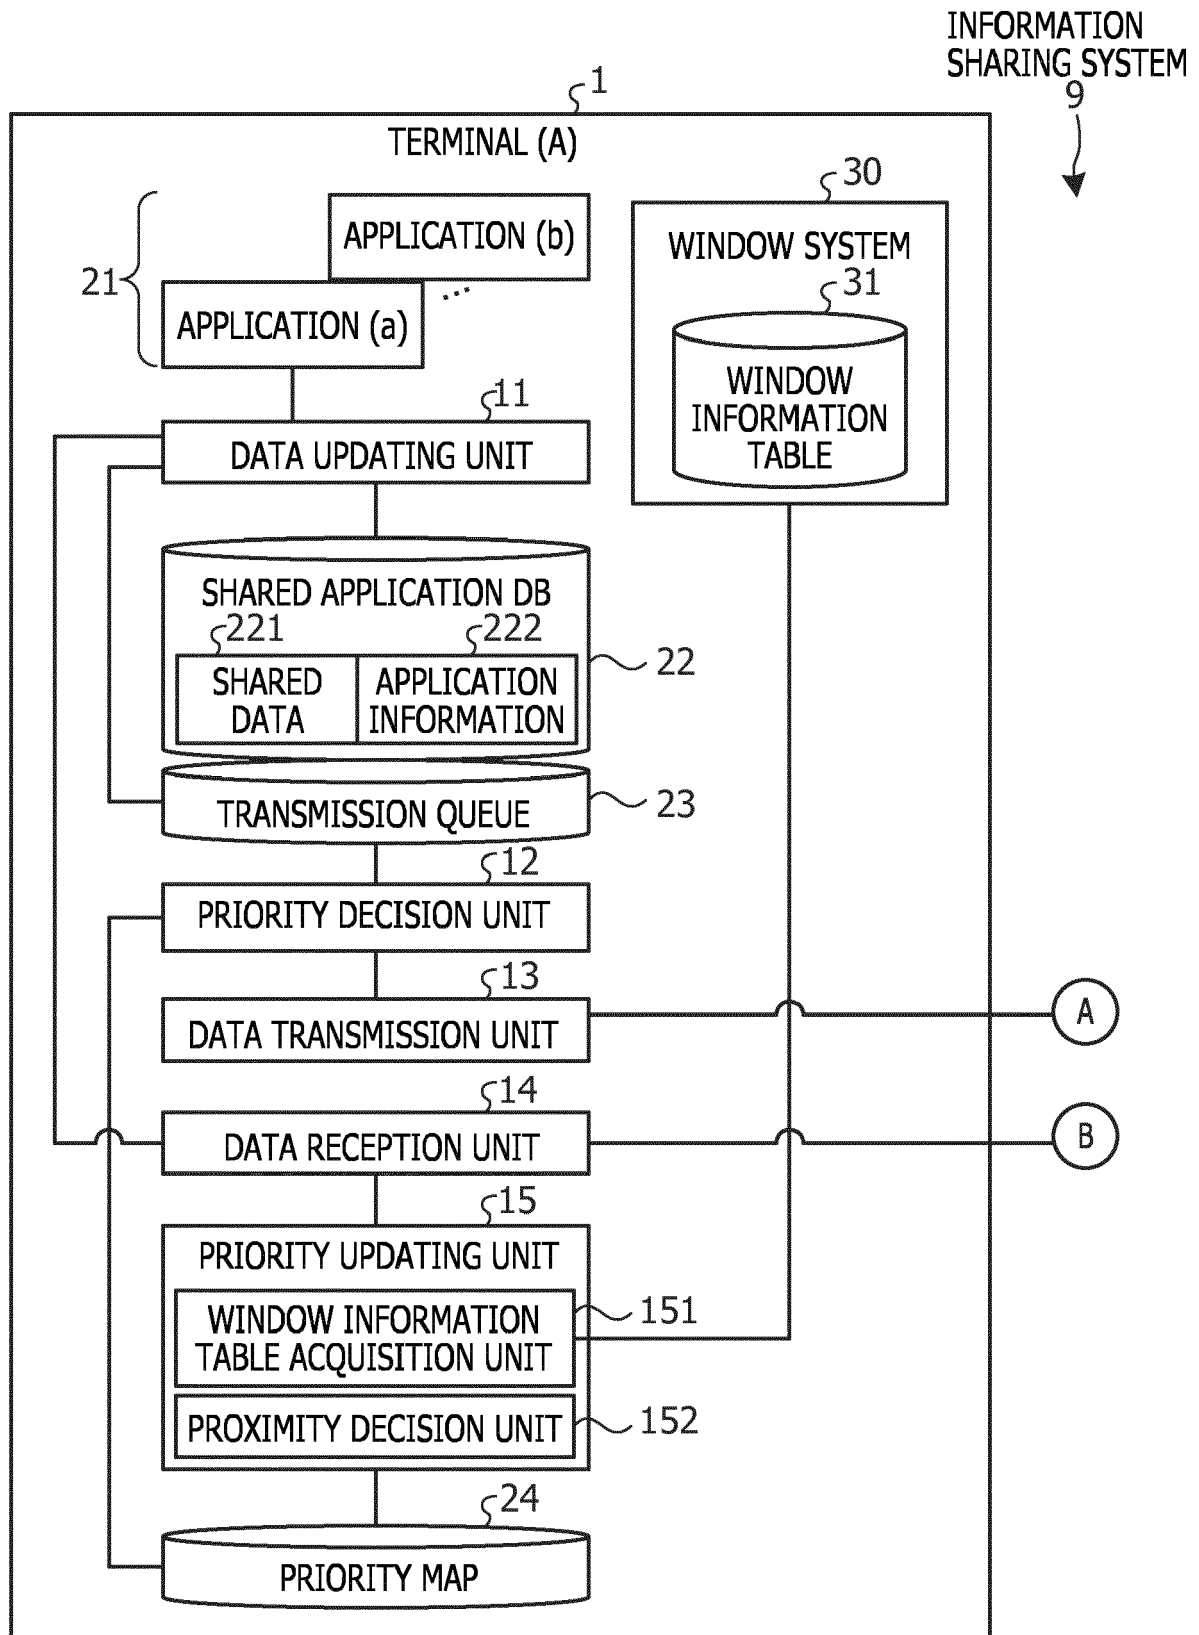 INFORMATION
SHARING SYSTEM
9
1
TERMINAL (A)
30
APPLICATION (b)
WINDOW SYSTEM
21
...
31
APPLICATION (a)
WINDOW
INFORMATION
TABLE
11
DATA UPDATING UNIT
SHARED APPLICATION DB
221
222
22
SHARED
DATA
APPLICATION
INFORMATION
TRANSMISSION QUEUE
23
12
PRIORITY DECISION UNIT
13
DATA TRANSMISSION UNIT
A
14
DATA RECEPTION UNIT
B
15
PRIORITY UPDATING UNIT
WINDOW INFORMATION
TABLE ACQUISITION UNIT
151
PROXIMITY DECISION UNIT
152
24
PRIORITY MAP